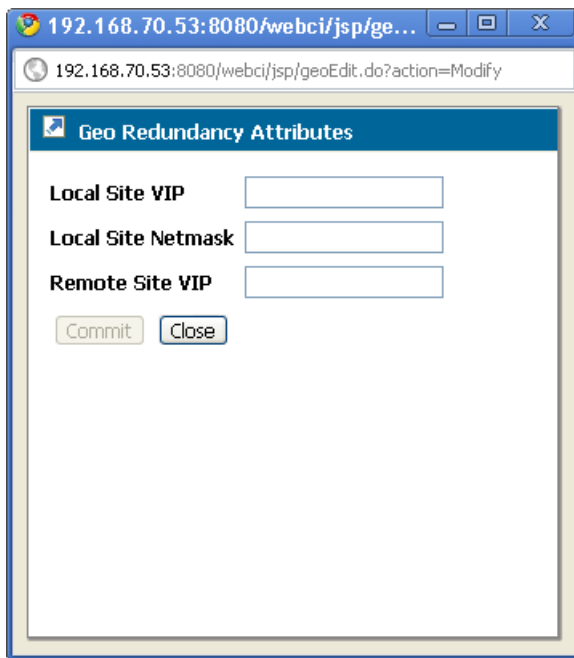 192.168.70.53:8080/webci/jsp/ge...
192.168.70.53:8080/webci/jsp/geoEdit.do?action=Modify
Geo Redundancy Attributes
Local Site VIP
Local Site Netmask
Remote Site VIP
Commit Close